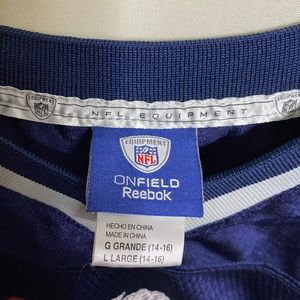 NFL EQUIPMENT
EQUIPMENT
NFL
ONFIELD
Reebok
HECHO EN CHINA
MADE IN CHINA
G GRANDE (14-16)
L LARGE (14-16)